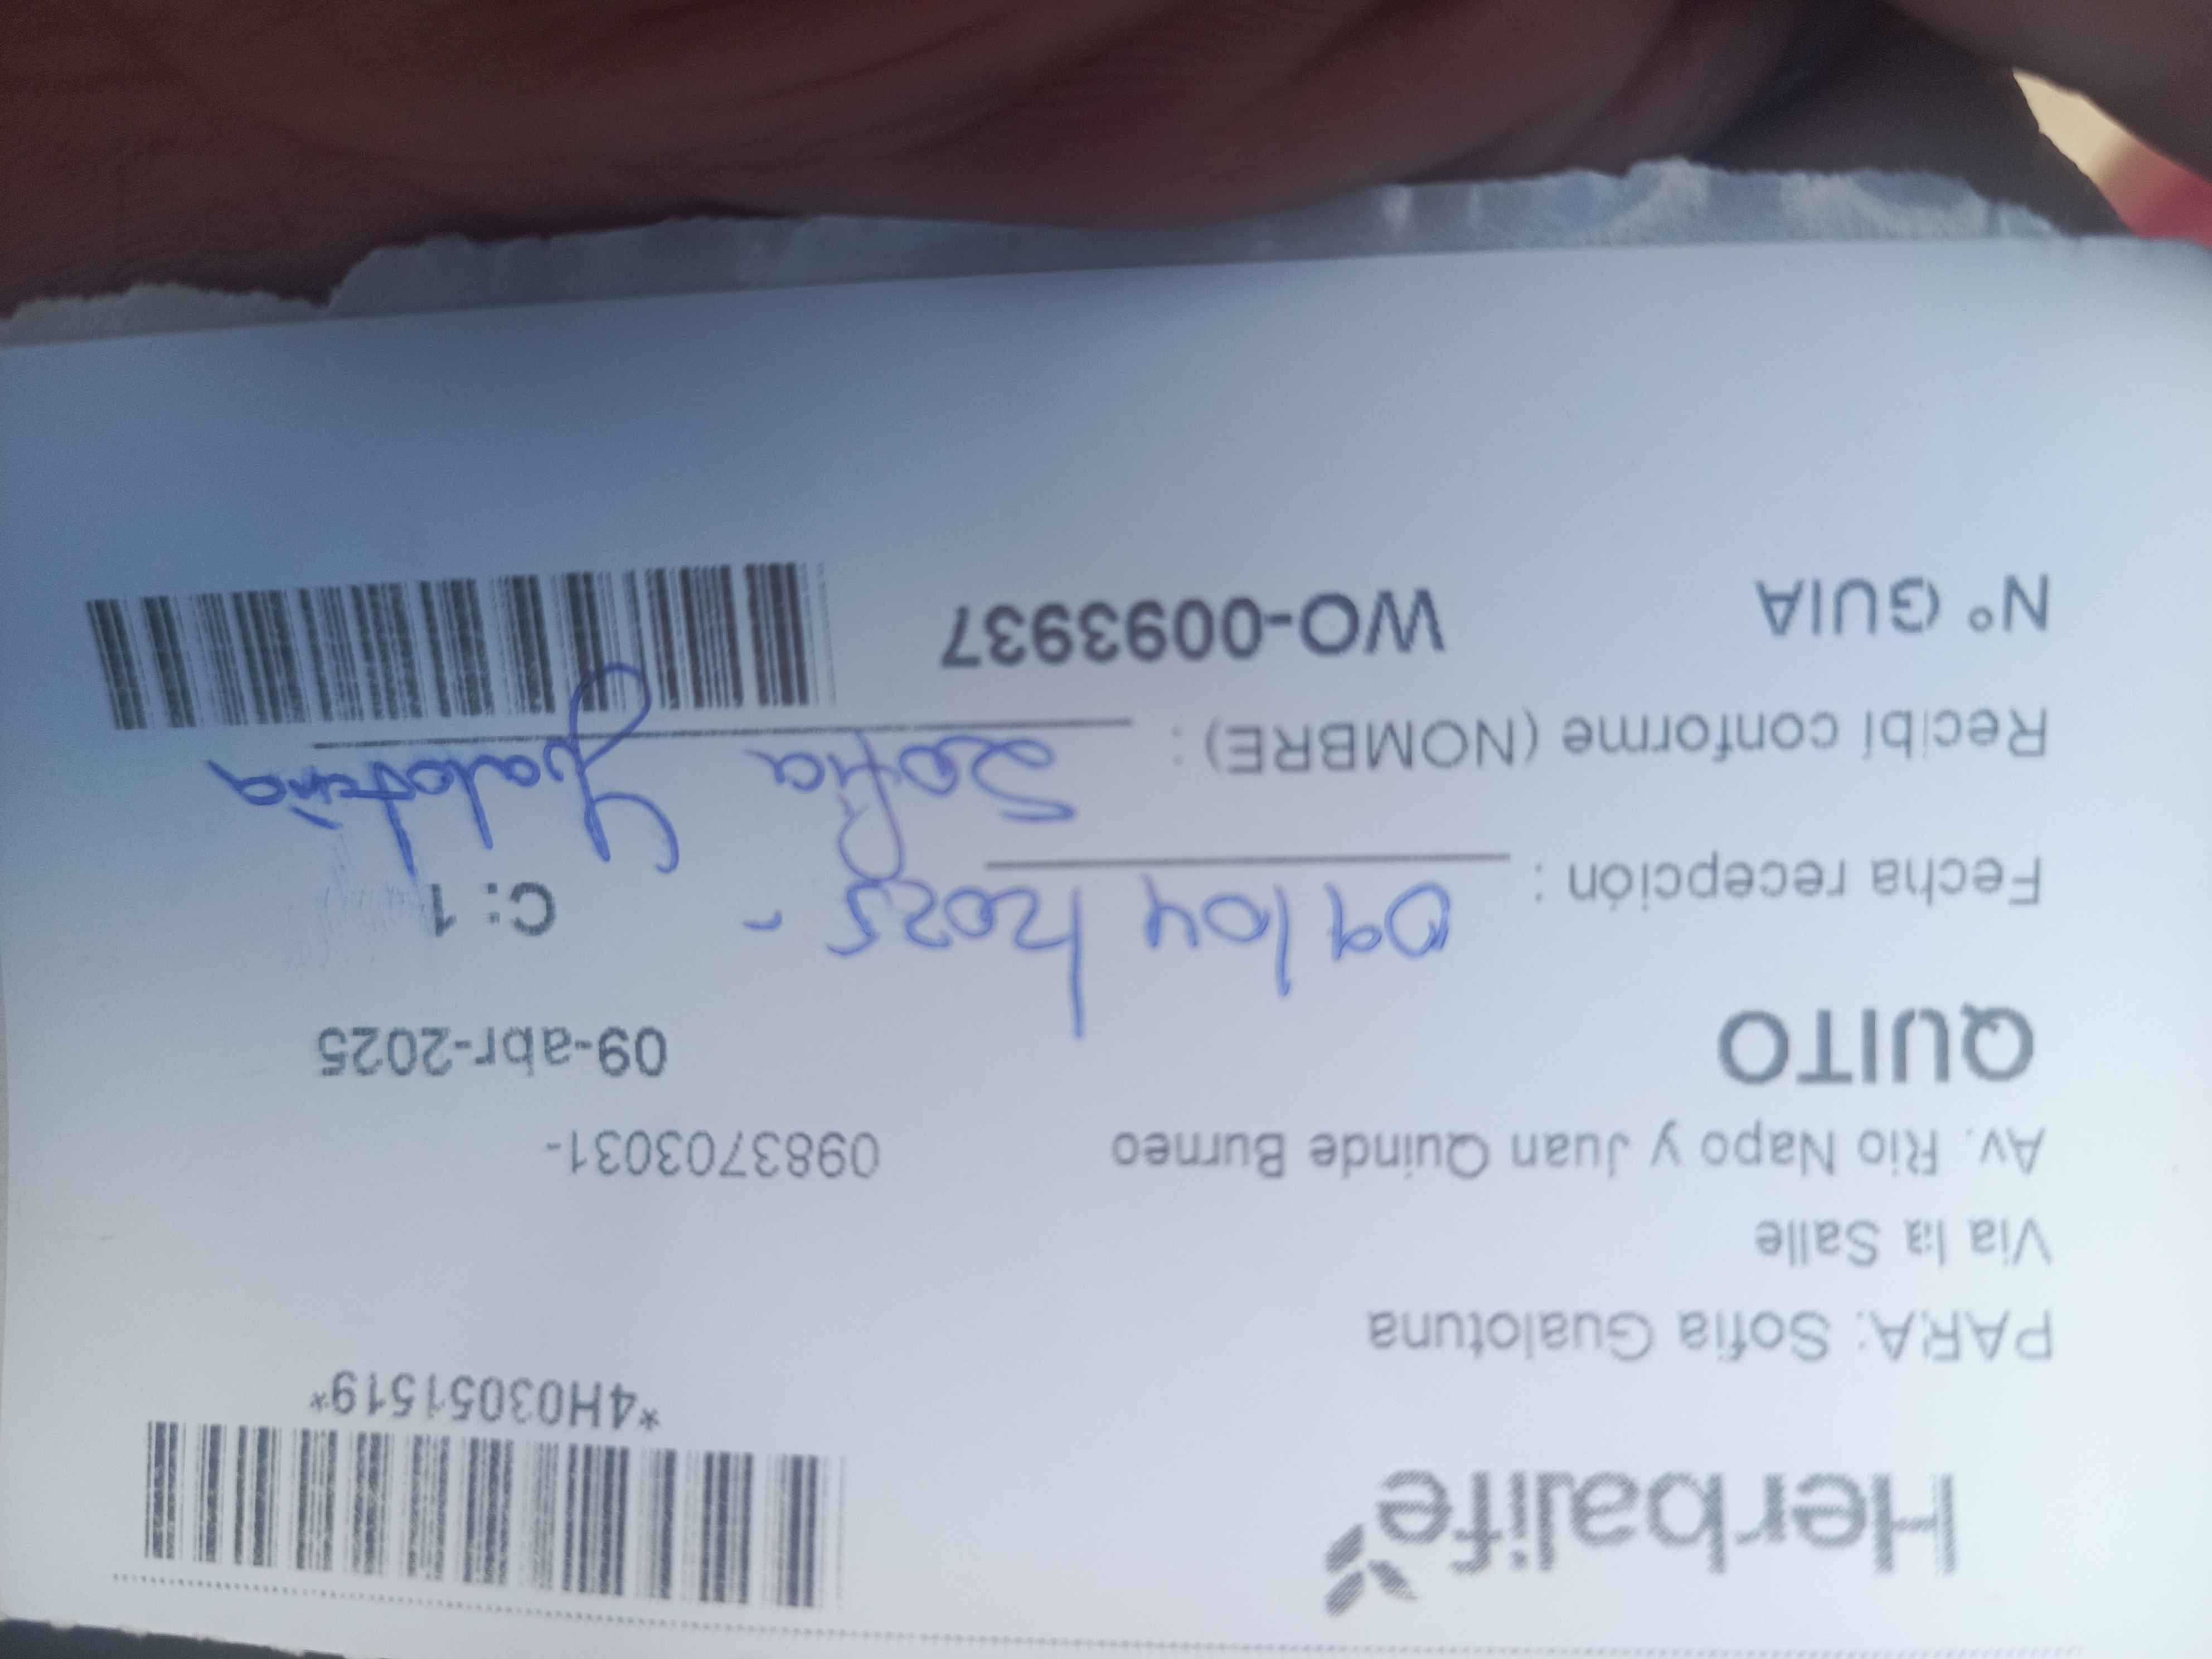 Herbalife
*4H03051519*
PARA: Sofia Gualotuna
Via la Salle
Av. Rio Napo y Juan Quinde Burneo 0983703031-
QUITO 09-abr-2025
Fecha recepción : 09/04/2025- C: 1
Recibí conforme (NOMBRE) : Sofia Gualotuña
N° GUIA WO-0093937